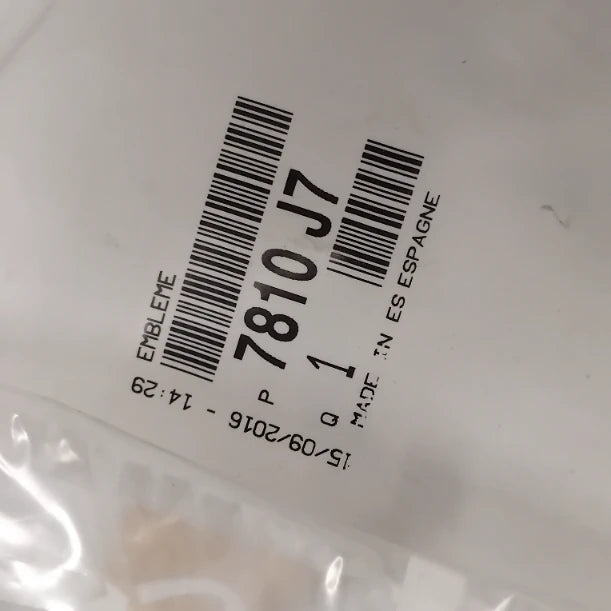 EMBLEME
P 7810 J7
Q 1
MADE IN ES ESPAGNE
15/09/2016 - 14:29